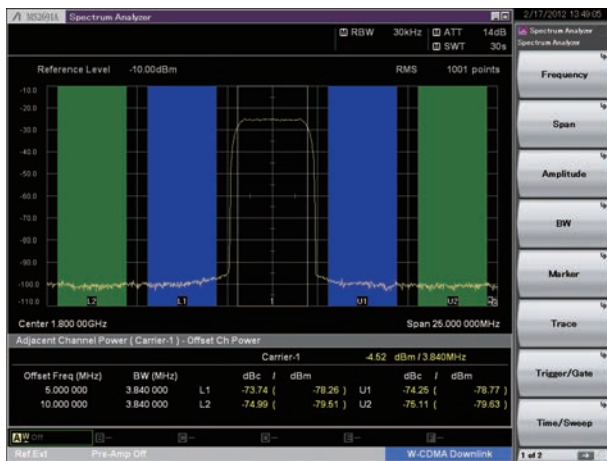 MS2691A Spectrum Analyzer
2/17/2012 13:49:05
RBW 30kHz ATT 14dB
SWT 30s
Spectrum Analyzer
Spectrum Analyzer
Reference Level -10.00dBm RMS 1001 points
Frequency
Span
Amplitude
BW
Marker
Trace
Trigger/Gate
Time/Sweep
1 of 2
-10.0
-20.0
-30.0
-40.0
-50.0
-60.0
-70.0
-80.0
-90.0
-100.0
-110.0
L2 L1 1 U1 U2
Center 1.800 00GHz Span 25.000 000MHz
Adjacent Channel Power ( Carrier-1 ) - Offset Ch Power
Carrier-1 -4.52 dBm / 3.840MHz
Offset Freq (MHz) BW (MHz) dBc / dBm dBc / dBm
5.000 000 3.840 000 L1 -73.74 ( -78.26 ) U1 -74.25 ( -78.77 )
10.000 000 3.840 000 L2 -74.99 ( -79.51 ) U2 -75.11 ( -79.63 )
Off
Ref.Ext Pre-Amp Off W-CDMA Downlink